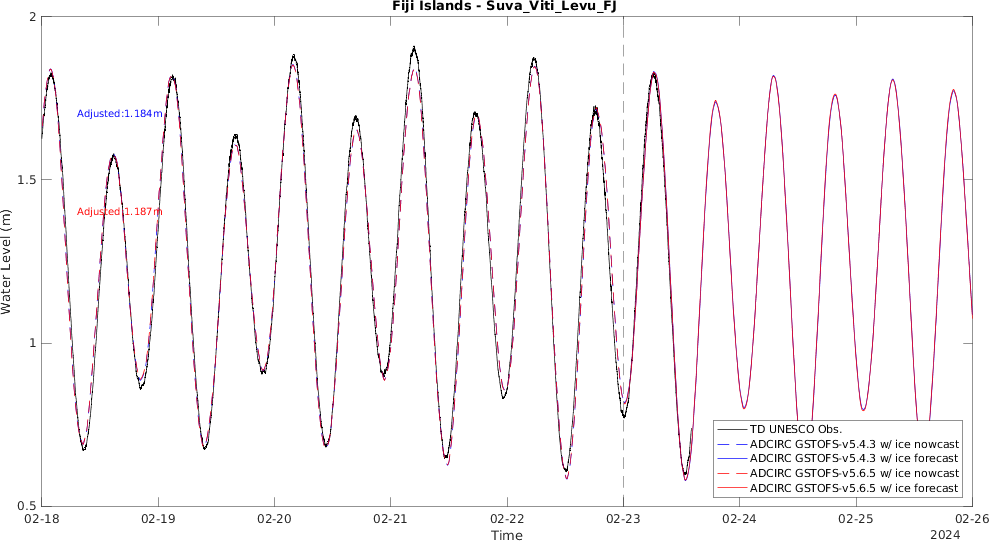 Fiji Islands - Suva_Viti_Levu_FJ
2
1.5
1
0.5
Water Level (m)
Adjusted:1.184m
Adjusted:1.187m
TD UNESCO Obs.
ADCIRC GSTOFS-v5.4.3 w/ ice nowcast
ADCIRC GSTOFS-v5.4.3 w/ ice forecast
ADCIRC GSTOFS-v5.6.5 w/ ice nowcast
ADCIRC GSTOFS-v5.6.5 w/ ice forecast
02-18 02-19 02-20 02-21 02-22 02-23 02-24 02-25 02-26
Time
2024